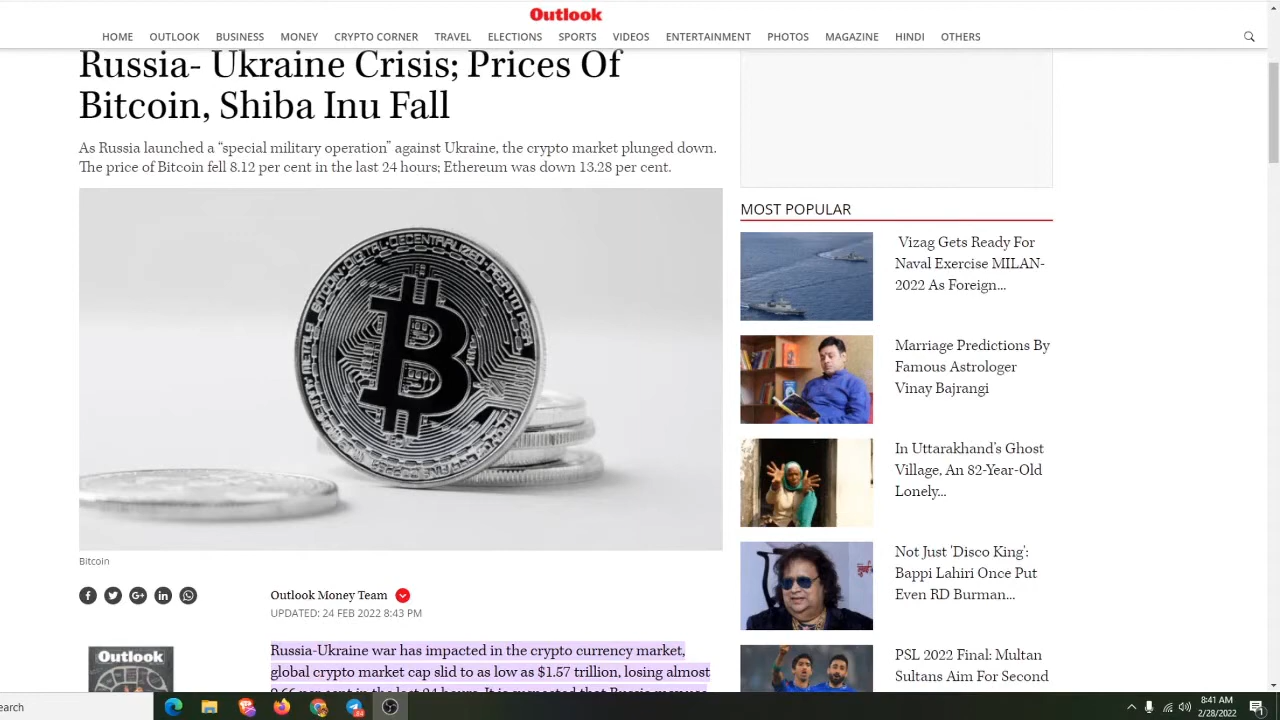 Outlook
HOME OUTLOOK BUSINESS MONEY CRYPTO CORNER TRAVEL ELECTIONS SPORTS VIDEOS ENTERTAINMENT PHOTOS MAGAZINE HINDI OTHERS
Russia- Ukraine Crisis; Prices Of
Bitcoin, Shiba Inu Fall
As Russia launched a “special military operation” against Ukraine, the crypto market plunged down.
The price of Bitcoin fell 8.12 per cent in the last 24 hours; Ethereum was down 13.28 per cent.
Bitcoin
Outlook Money Team
UPDATED: 24 FEB 2022 8:43 PM
Outlook
Russia-Ukraine war has impacted in the crypto currency market,
global crypto market cap slid to as low as $1.57 trillion, losing almost
MOST POPULAR
Vizag Gets Ready For
Naval Exercise MILAN-
2022 As Foreign...
Marriage Predictions By
Famous Astrologer
Vinay Bajrangi
In Uttarakhand’s Ghost
Village, An 82-Year-Old
Lonely...
Not Just 'Disco King':
Bappi Lahiri Once Put
Even RD Burman...
PSL 2022 Final: Multan
Sultans Aim For Second
earch
8:41 AM
2/28/2022